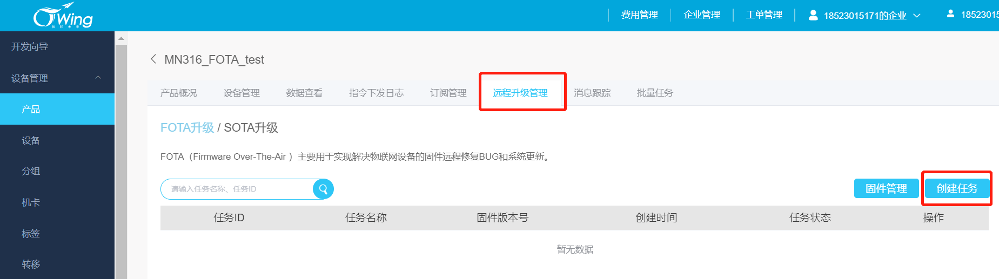 Wing
智联未来
费用管理
企业管理
工单管理
18523015171的企业
18523015
开发向导
设备管理
产品
设备
分组
机卡
标签
转移
MN316_FOTA_test
产品概况
设备管理
数据查看
指令下发日志
订阅管理
远程升级管理
消息跟踪
批量任务
FOTA升级 / SOTA升级
FOTA（Firmware Over-The-Air ）主要用于实现解决物联网设备的固件远程修复BUG和系统更新。
请输入任务名称、任务ID
固件管理
创建任务
任务ID
任务名称
固件版本号
创建时间
任务状态
操作
暂无数据